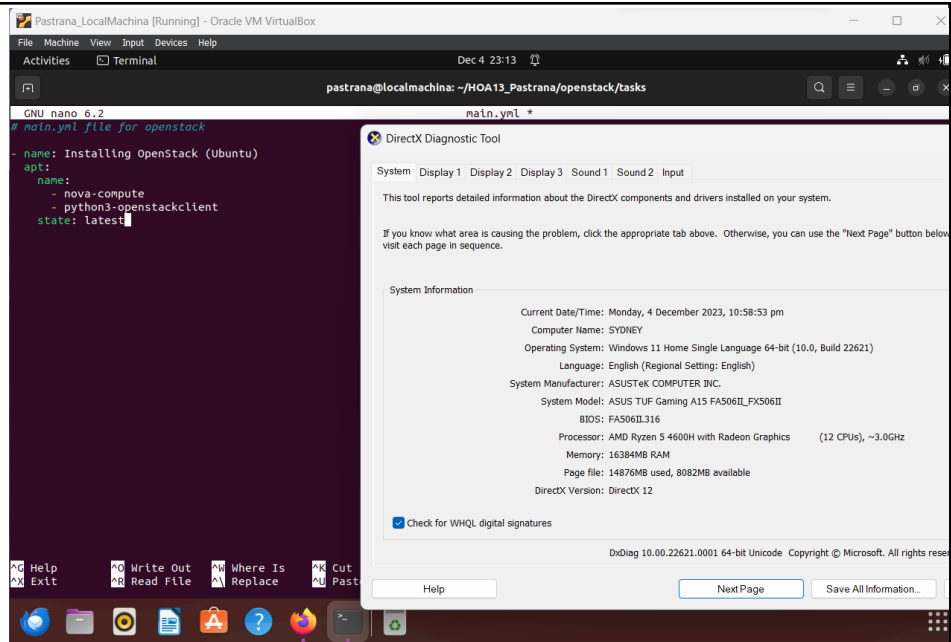 Pastrana_LocalMachina [Running] - Oracle VM VirtualBox
File Machine View Input Devices Help
Activities Terminal Dec 4 23:13
pastrana@localmachina: ~/HOA13_Pastrana/openstack/tasks
GNU nano 6.2 main.yml *
# main.yml file for openstack
- name: Installing OpenStack (Ubuntu)
apt:
name:
- nova-compute
- python3-openstackclient
state: latest
^G Help ^O Write Out ^W Where Is ^K Cut
^X Exit ^R Read File ^\ Replace ^U Past
DirectX Diagnostic Tool
System Display 1 Display 2 Display 3 Sound 1 Sound 2 Input
This tool reports detailed information about the DirectX components and drivers installed on your system.
If you know what area is causing the problem, click the appropriate tab above. Otherwise, you can use the "Next Page" button below
visit each page in sequence.
System Information
Current Date/Time: Monday, 4 December 2023, 10:58:53 pm
Computer Name: SYDNEY
Operating System: Windows 11 Home Single Language 64-bit (10.0, Build 22621)
Language: English (Regional Setting: English)
System Manufacturer: ASUSTeK COMPUTER INC.
System Model: ASUS TUF Gaming A15 FA506II_FX506II
BIOS: FA506II.316
Processor: AMD Ryzen 5 4600H with Radeon Graphics (12 CPUs), ~3.0GHz
Memory: 16384MB RAM
Page file: 14876MB used, 8082MB available
DirectX Version: DirectX 12
Check for WHQL digital signatures
DxDiag 10.00.22621.0001 64-bit Unicode Copyright © Microsoft. All rights reser
Help Next Page Save All Information...